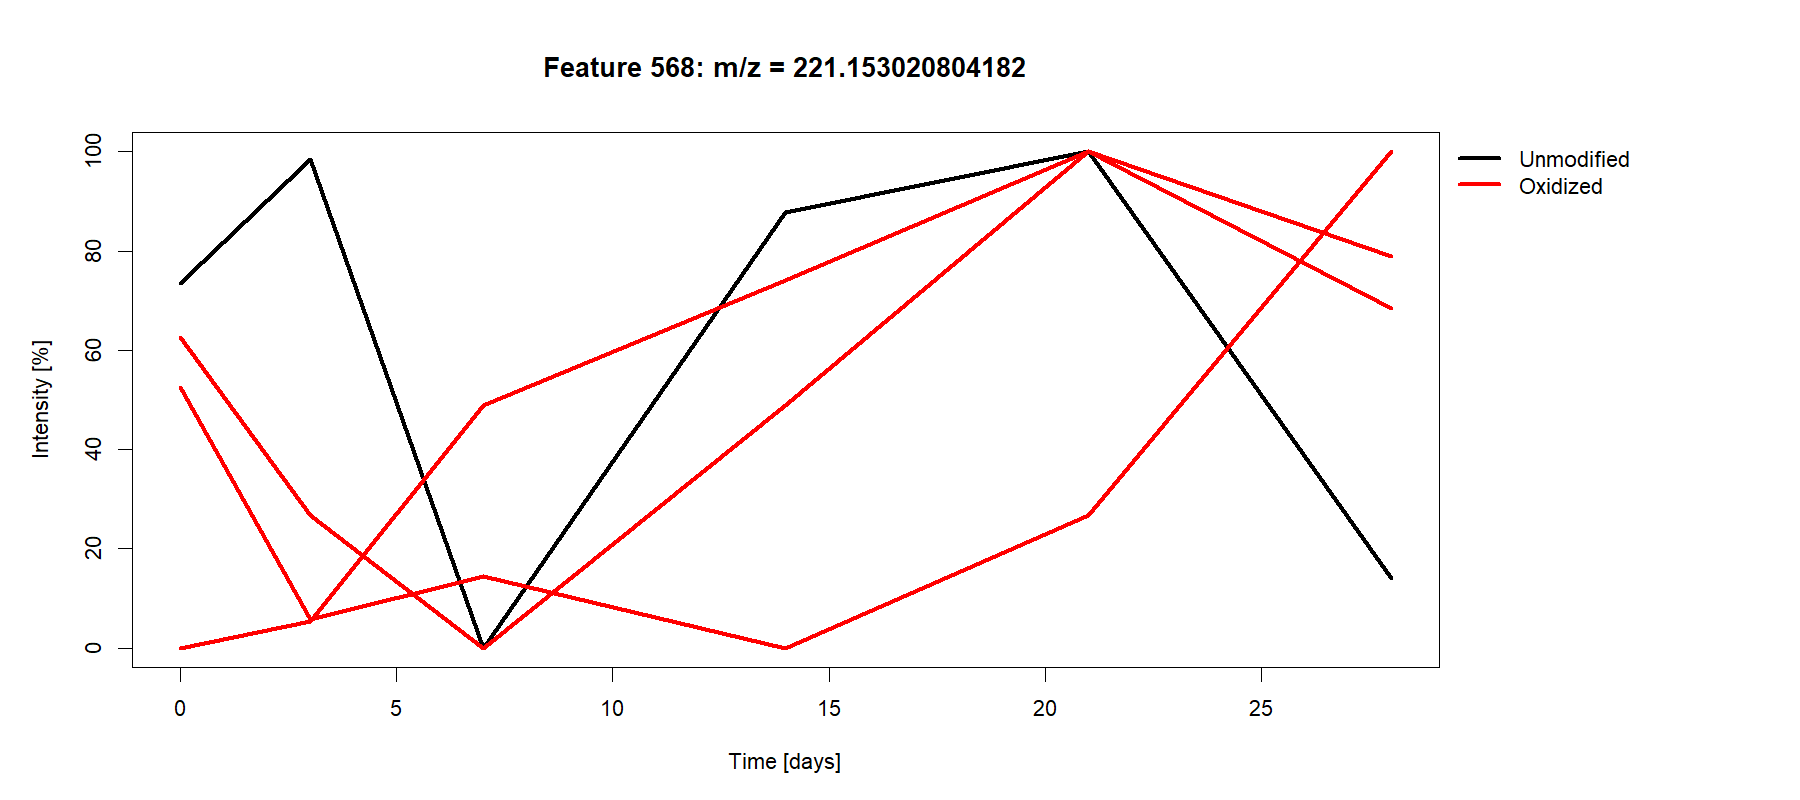 Feature 568: m/z = 221.153020804182
Unmodified
Oxidized
Intensity [%]
100
80
60
40
20
0
0 5 10 15 20 25
Time [days]